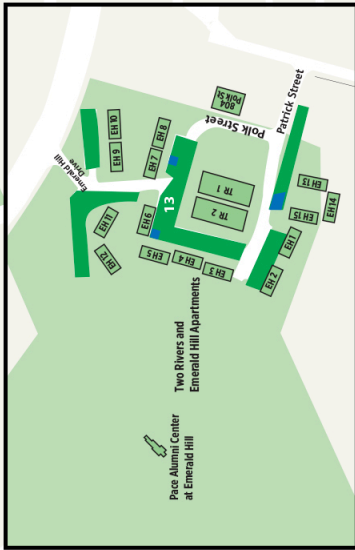 EH 10
EH 9
Emerald Hill
Drive
EH 11
EH 12
EH 8
EH 7
13
EH 6
EH 5
EH 4
EH 3
804
Polk St
Polk Street
TR 1
TR 2
Patrick Street
EH 13
EH 14
EH 15
EH 1
EH 2
Two Rivers and
Emerald Hill Apartments
Pace Alumni Center
at Emerald Hill